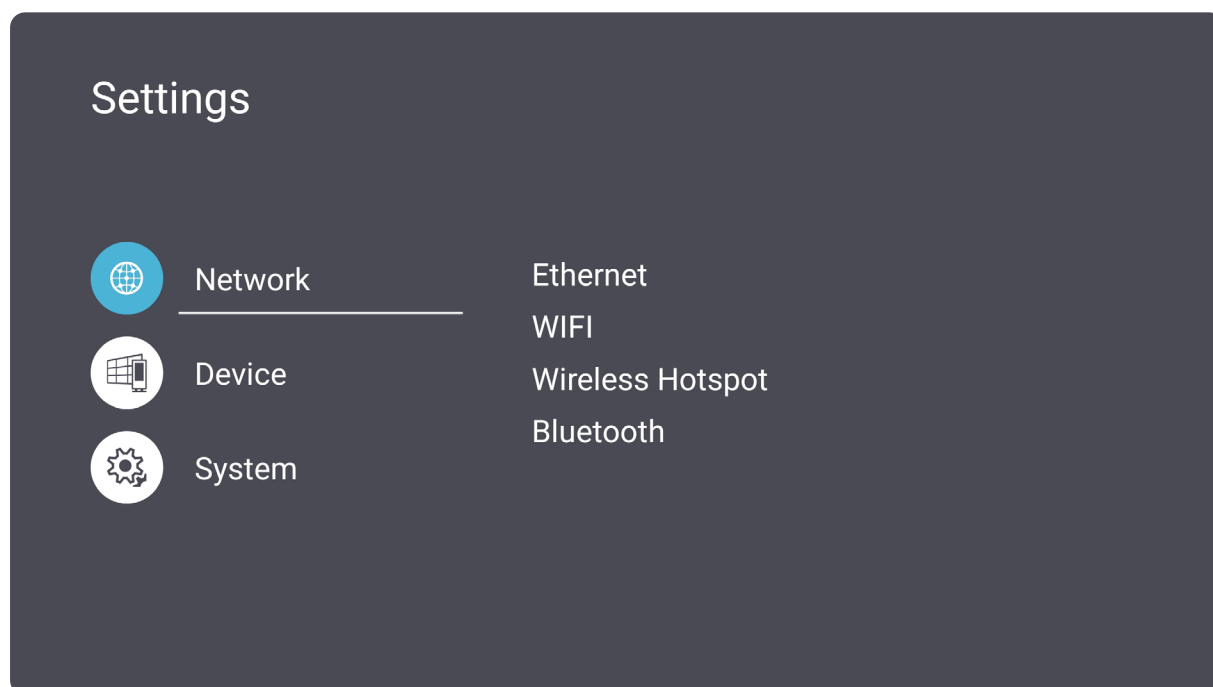 Settings
Network
Device
System
Ethernet
WIFI
Wireless Hotspot
Bluetooth